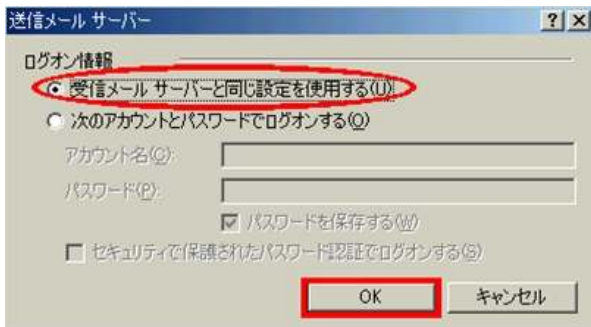 送信メール サーバー
ログオン情報
受信メール サーバーと同じ設定を使用する(U)
次のアカウントとパスワードでログオンする(O)
アカウント名(C):
パスワード(P):
パスワードを保存する(W)
セキュリティで保護されたパスワード認証でログオンする(S)
OK キャンセル